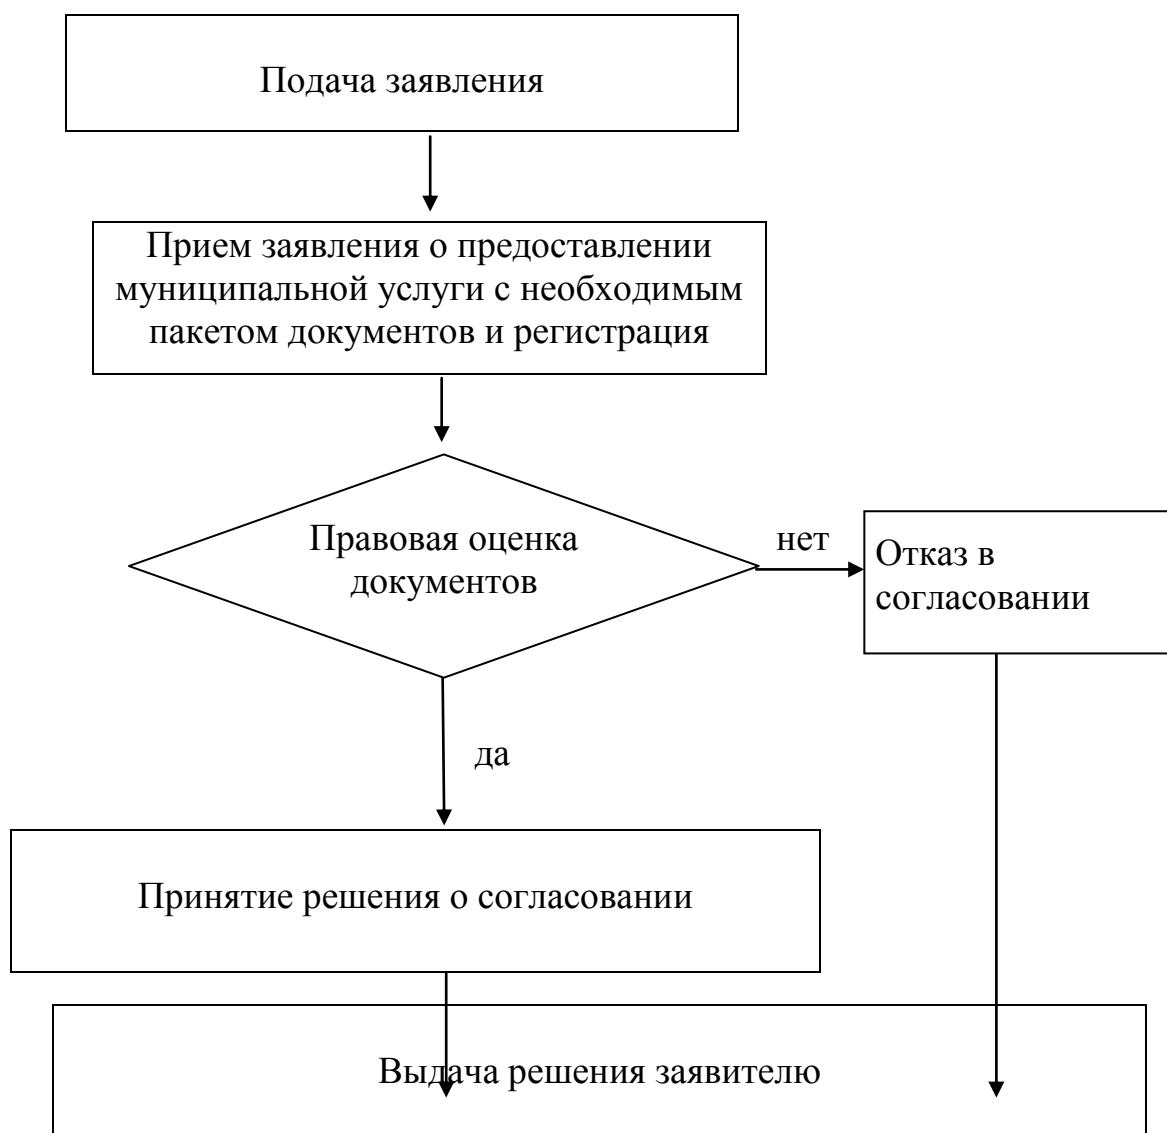 Подача заявления
Прием заявления о предоставлении
муниципальной услуги с необходимым
пакетом документов и регистрация
Правовая оценка
документов
нет
Отказ в
согласовании
да
Принятие решения о согласовании
Выдача решения заявителю